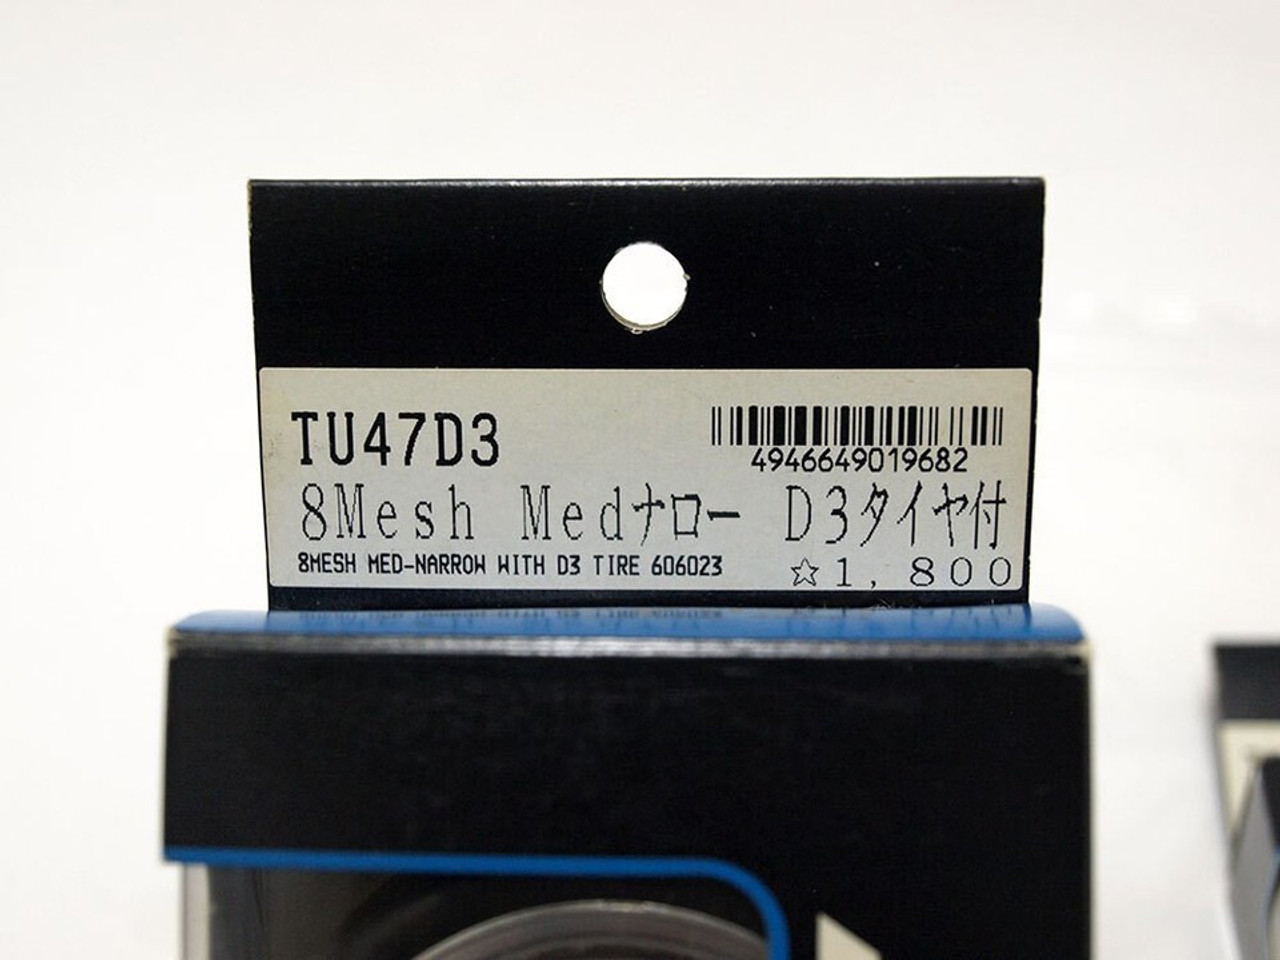 TU47D3
4946649019682
8Mesh Medナロー D3タイヤ付
8MESH MED-NARROW WITH D3 TIRE 606023
☆1,800